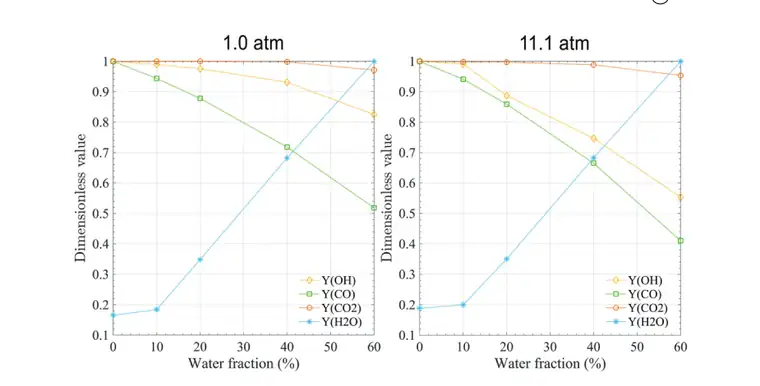 1.0 atm
1
0.9
0.8
0.7
0.6
0.5
0.4
0.3
0.2
0.1
Dimensionless value
0 10 20 30 40 50 60
Water fraction (%)
Y(OH)
Y(CO)
Y(CO2)
Y(H2O)
11.1 atm
1
0.9
0.8
0.7
0.6
0.5
0.4
0.3
0.2
0.1
Dimensionless value
0 10 20 30 40 50 60
Water fraction (%)
Y(OH)
Y(CO)
Y(CO2)
Y(H2O)